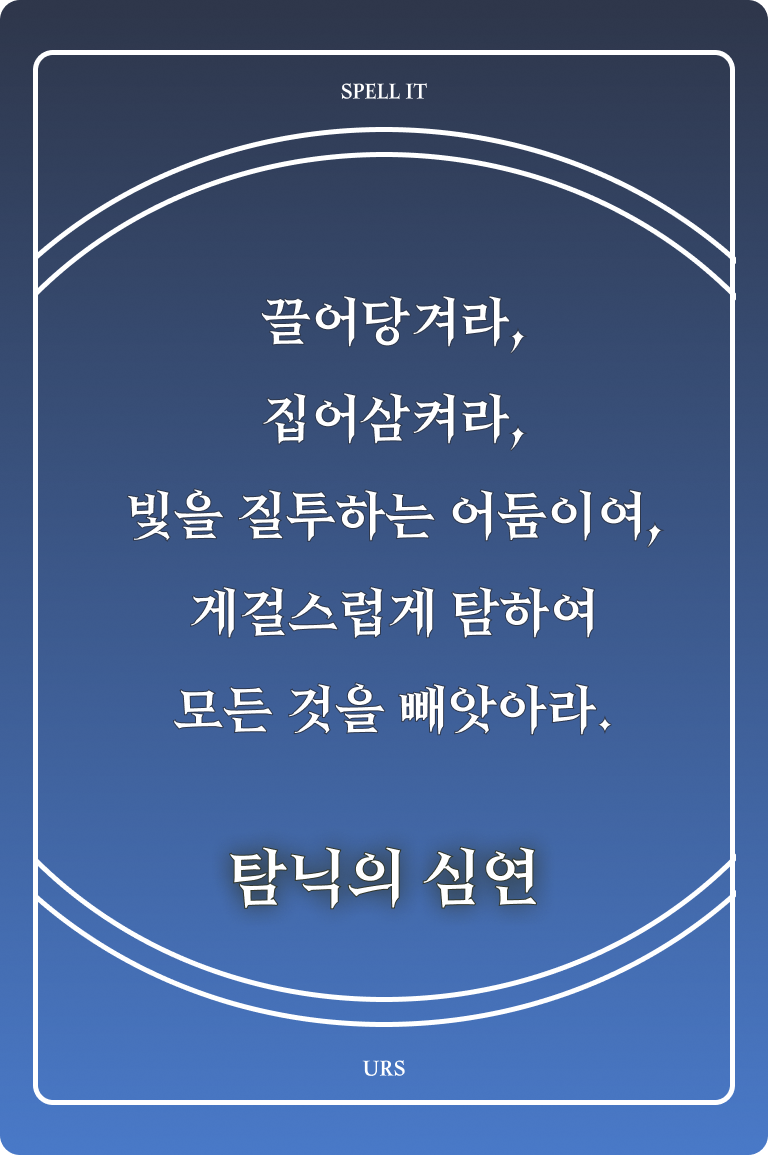 SPELL IT
끌어당겨라,
집어삼켜라,
빛을 질투하는 어둠이여,
게걸스럽게 탐하여
모든 것을 빼앗아라.
탐닉의 심연
URS